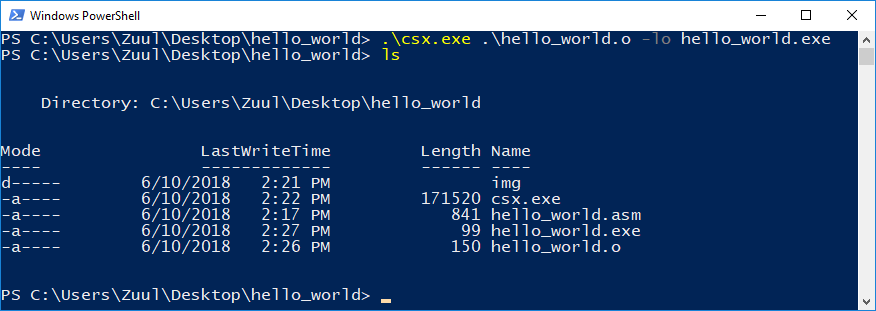 Windows PowerShell
PS C:\Users\Zuul\Desktop\hello_world> .\csx.exe .\hello_world.o -lo hello_world.exe
PS C:\Users\Zuul\Desktop\hello_world> ls
Directory: C:\Users\Zuul\Desktop\hello_world
Mode LastWriteTime Length Name
---- ------------- ------ ----
d----- 6/10/2018 2:21 PM img
-a---- 6/10/2018 2:22 PM 171520 csx.exe
-a---- 6/10/2018 2:17 PM 841 hello_world.asm
-a---- 6/10/2018 2:27 PM 99 hello_world.exe
-a---- 6/10/2018 2:26 PM 150 hello_world.o
PS C:\Users\Zuul\Desktop\hello_world> _